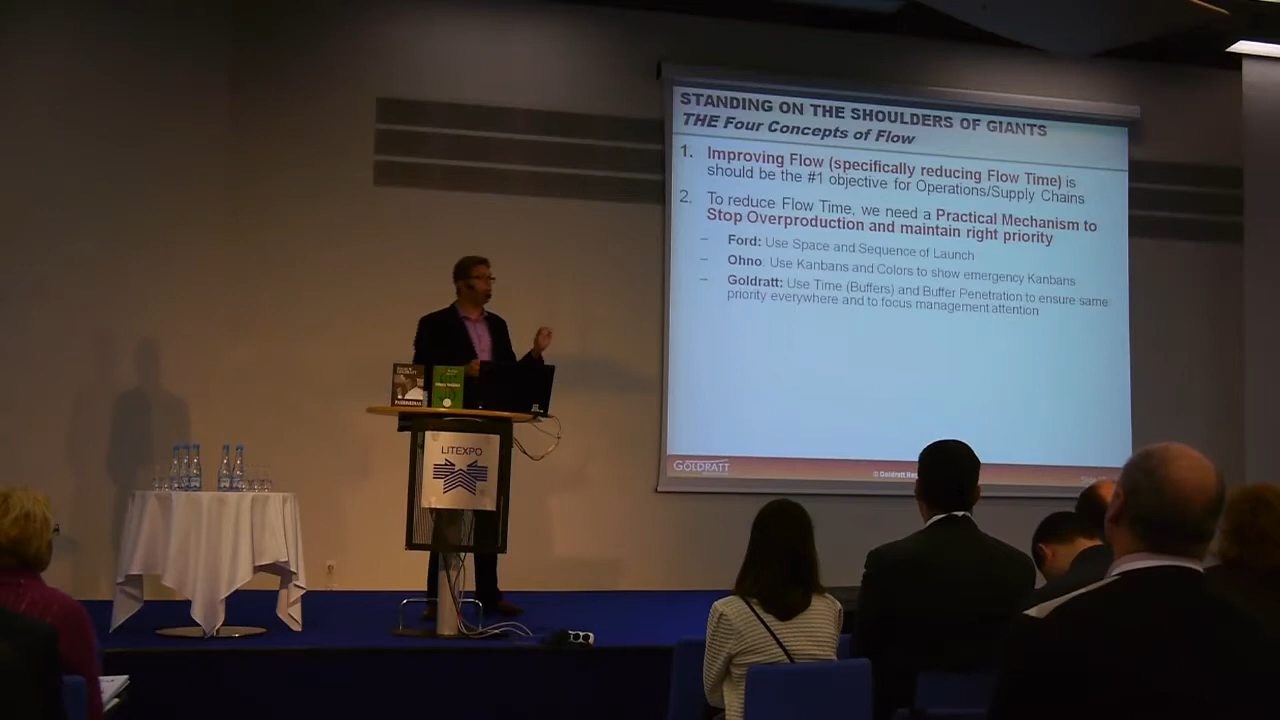 STANDING ON THE SHOULDERS OF GIANTS
THE Four Concepts of Flow
1. Improving Flow (specifically reducing Flow Time) is
should be the #1 objective for Operations/Supply Chains
2. To reduce Flow Time, we need a Practical Mechanism to
Stop Overproduction and maintain right priority
– Ford: Use Space and Sequence of Launch
– Ohno: Use Kanbans and Colors to show emergency Kanbans
– Goldratt: Use Time (Buffers) and Buffer Penetration to ensure same
priority everywhere and to focus management attention
GOLDRATT
© Goldratt
GOLDRATT
LITEXPO